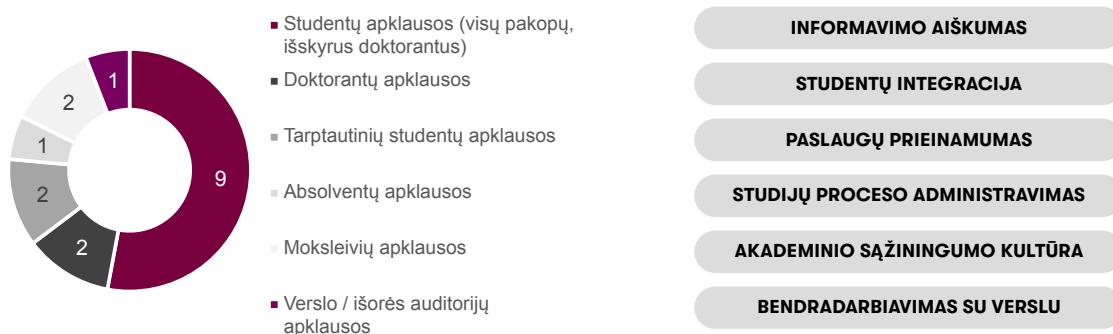 9
2
2
1
2
1
Studentų apklausos (visų pakopų,
išskyrus doktorantus)
Doktorantų apklausos
Tarptautinių studentų apklausos
Absolventų apklausos
Moksleivių apklausos
Verslo / išorės auditorijų
apklausos
INFORMAVIMO AIŠKUMAS
STUDENTŲ INTEGRACIJA
PASLAUGŲ PRIEINAMUMAS
STUDIJŲ PROCESO ADMINISTRAVIMAS
AKADEMINIO SĄŽININGUMO KULTŪRA
BENDRADARBIAVIMAS SU VERSLU